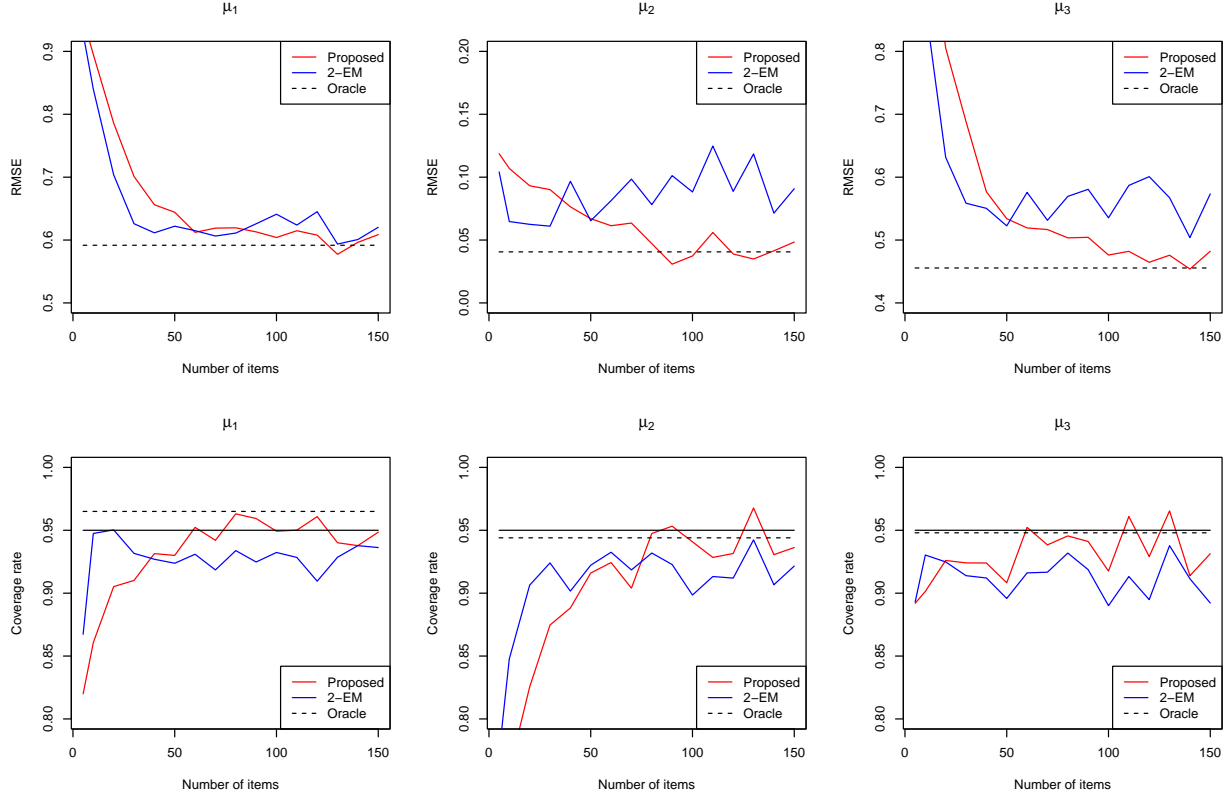 μ1
μ2
μ3
RMSE
0.5
0.6
0.7
0.8
0.9
0
50
100
150
Number of items
Proposed
2−EM
Oracle
RMSE
0.00
0.05
0.10
0.15
0.20
0
50
100
150
Number of items
Proposed
2−EM
Oracle
RMSE
0.4
0.5
0.6
0.7
0.8
0
50
100
150
Number of items
Proposed
2−EM
Oracle
μ1
μ2
μ3
Coverage rate
0.80
0.85
0.90
0.95
1.00
0
50
100
150
Number of items
Proposed
2−EM
Oracle
Coverage rate
0.80
0.85
0.90
0.95
1.00
0
50
100
150
Number of items
Proposed
2−EM
Oracle
Coverage rate
0.80
0.85
0.90
0.95
1.00
0
50
100
150
Number of items
Proposed
2−EM
Oracle